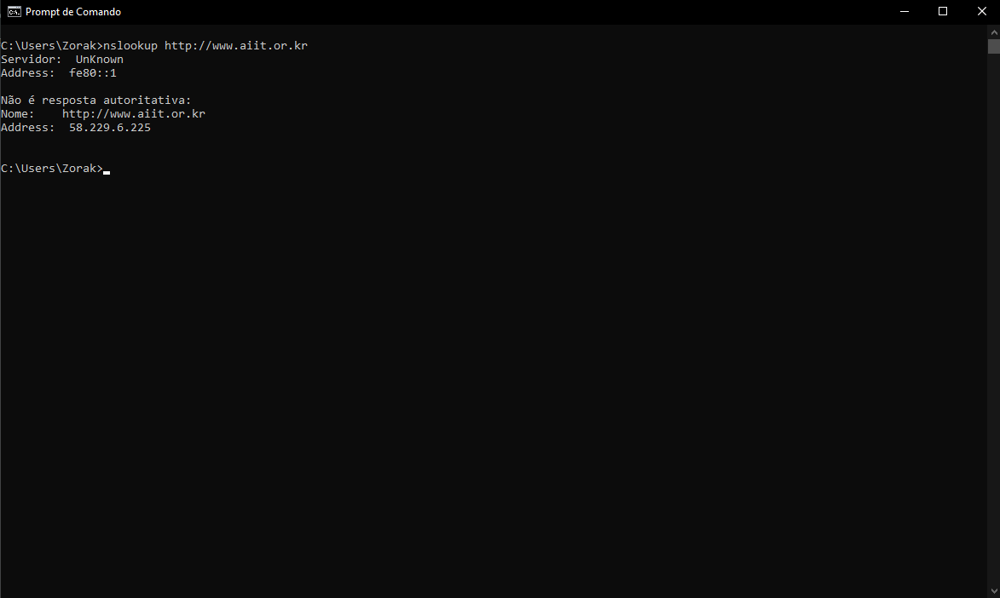 Prompt de Comando
C:\Users\Zorak>nslookup http://www.aiit.or.kr
Servidor:  UnKnown
Address:  fe80::1
Não é resposta autoritativa:
Nome:    http://www.aiit.or.kr
Address:  58.229.6.225
C:\Users\Zorak>